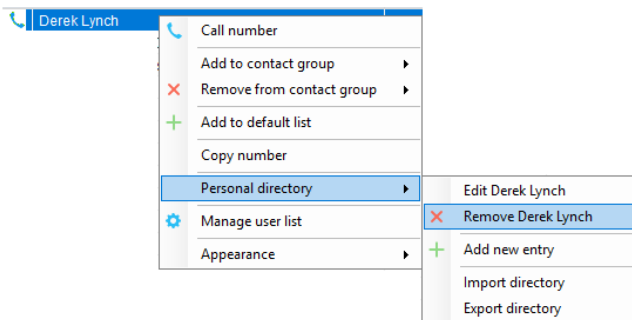 Derek Lynch
Call number
Add to contact group
Remove from contact group
Add to default list
Copy number
Personal directory
Manage user list
Appearance
Edit Derek Lynch
Remove Derek Lynch
Add new entry
Import directory
Export directory